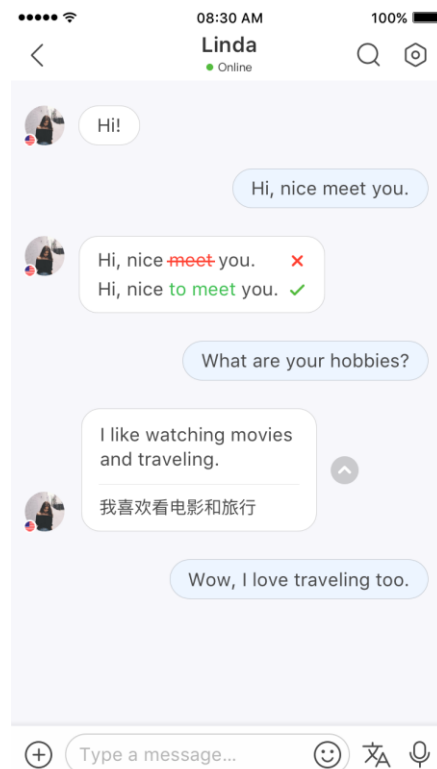 08:30 AM 100%
Linda
Online
Hi!
Hi, nice meet you.
Hi, nice meet you.
Hi, nice to meet you.
What are your hobbies?
I like watching movies
and traveling.
我喜欢看电影和旅行
Wow, I love traveling too.
Type a message...